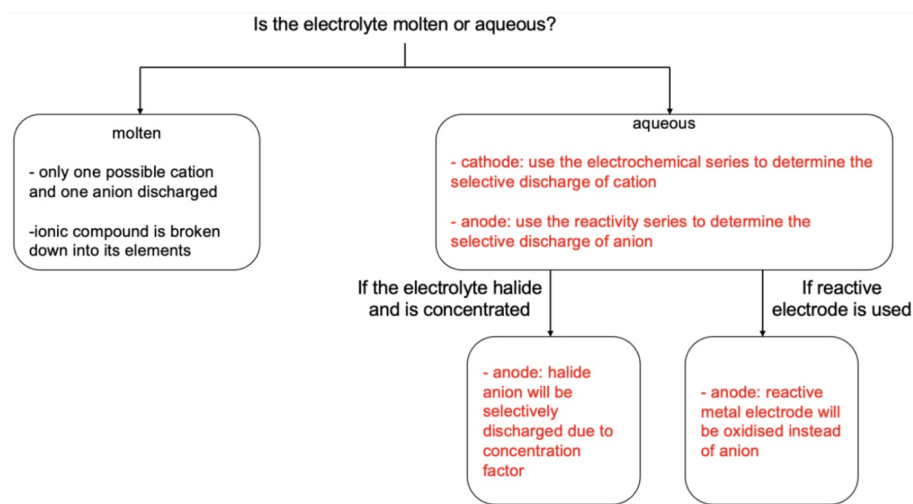 Is the electrolyte molten or aqueous?
molten
- only one possible cation
and one anion discharged
-ionic compound is broken
down into its elements
aqueous
- cathode: use the electrochemical series to determine the
selective discharge of cation
- anode: use the reactivity series to determine the
selective discharge of anion
If the electrolyte halide
and is concentrated
If reactive
electrode is used
- anode: halide
anion will be
selectively
discharged due to
concentration
factor
- anode: reactive
metal electrode will
be oxidised instead
of anion